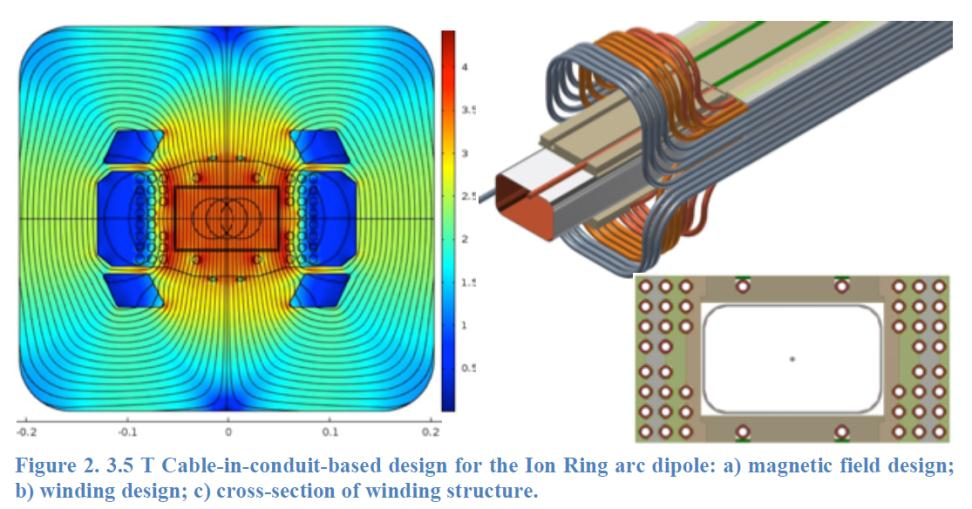 4
3.5
3
2.5
2
1.5
1
0.5
-0.2 -0.1 0 0.1 0.2
Figure 2. 3.5 T Cable-in-conduit-based design for the Ion Ring arc dipole: a) magnetic field design;
b) winding design; c) cross-section of winding structure.